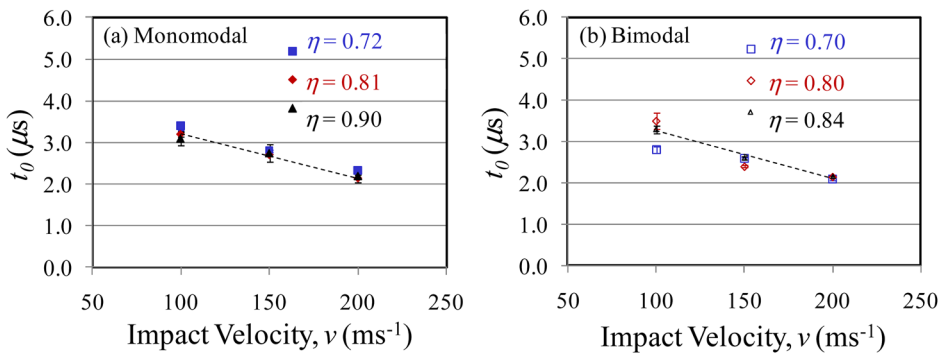 6.0
5.0
4.0
3.0
2.0
1.0
0.0
t₀ (μs)
(a) Monomodal
η = 0.72
η = 0.81
η = 0.90
50 100 150 200 250
Impact Velocity, v (ms⁻¹)
6.0
5.0
4.0
3.0
2.0
1.0
0.0
t₀ (μs)
(b) Bimodal
η = 0.70
η = 0.80
η = 0.84
50 100 150 200 250
Impact Velocity, v (ms⁻¹)